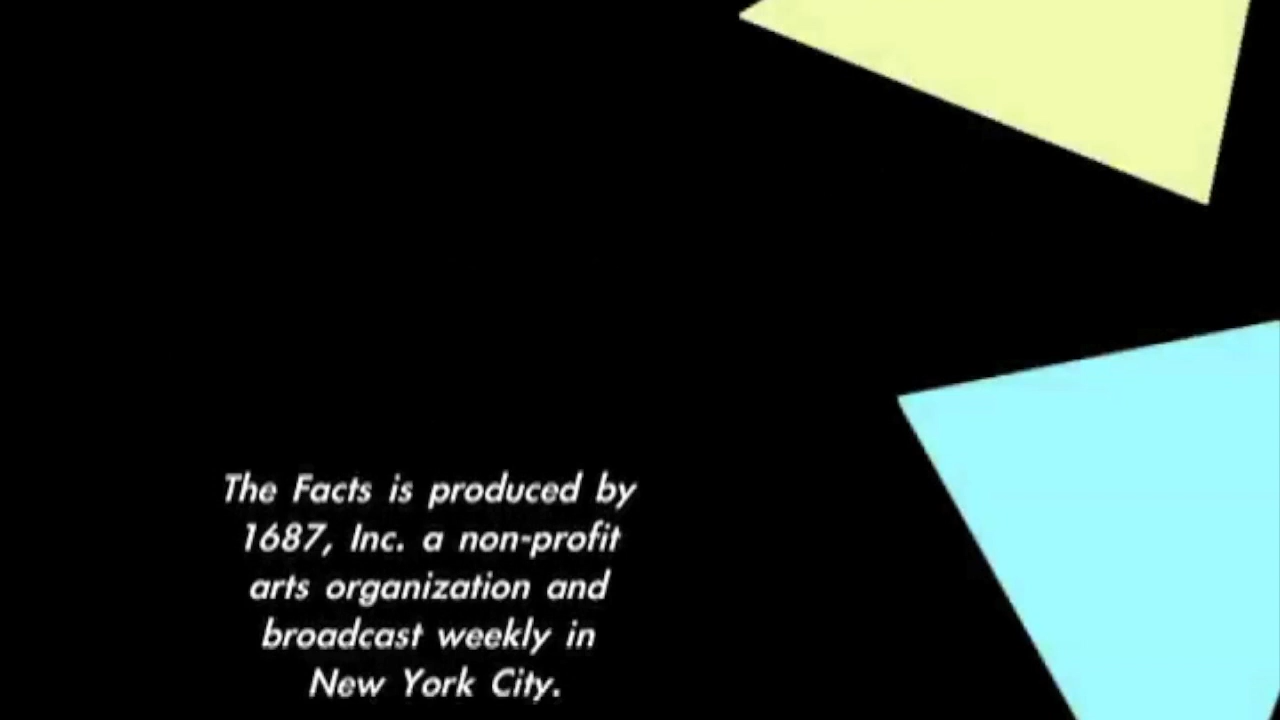 The Facts is produced by
1687, Inc. a non-profit
arts organization and
broadcast weekly in
New York City.